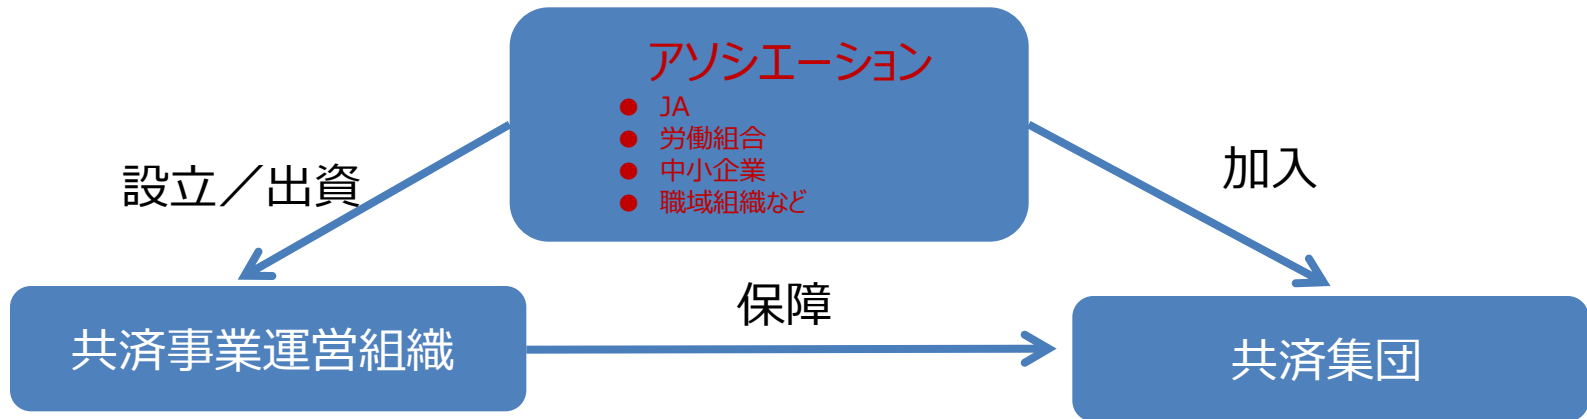 アソシエーション
● JA
● 労働組合
● 中小企業
● 職域組織など
設立／出資
加入
保障
共済事業運営組織
共済集団